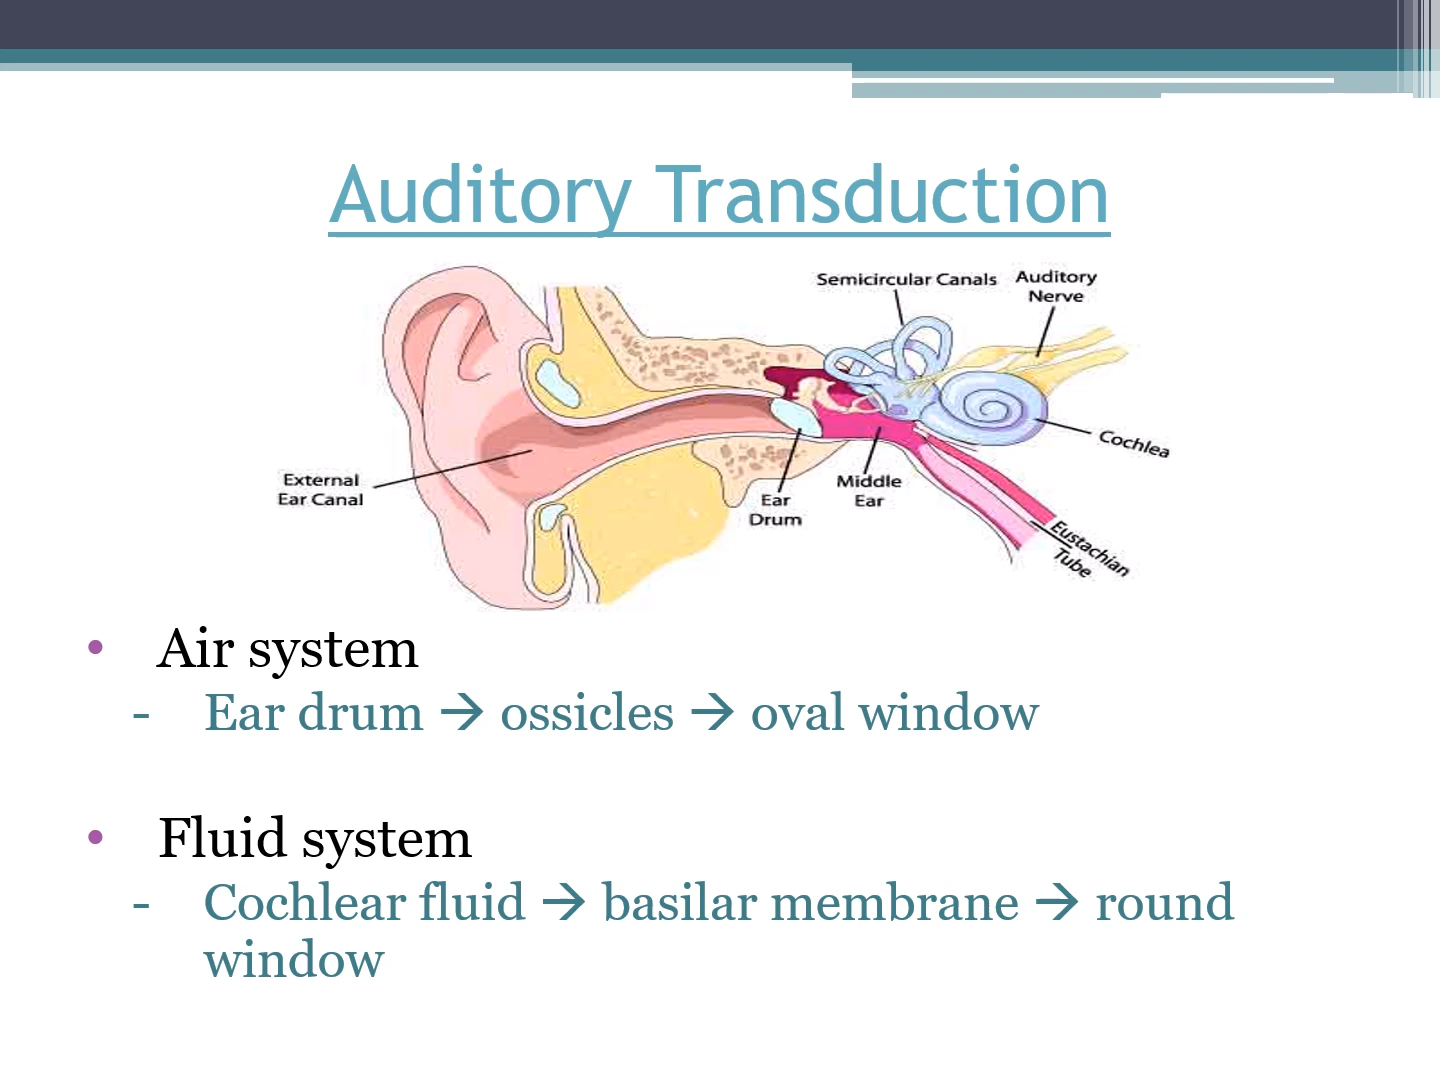 Auditory Transduction
Semicircular Canals
Auditory
Nerve
Cochlea
External
Ear Canal
Ear
Drum
Middle
Ear
Eustachian
Tube
• Air system
- Ear drum → ossicles → oval window
• Fluid system
- Cochlear fluid → basilar membrane → round
window